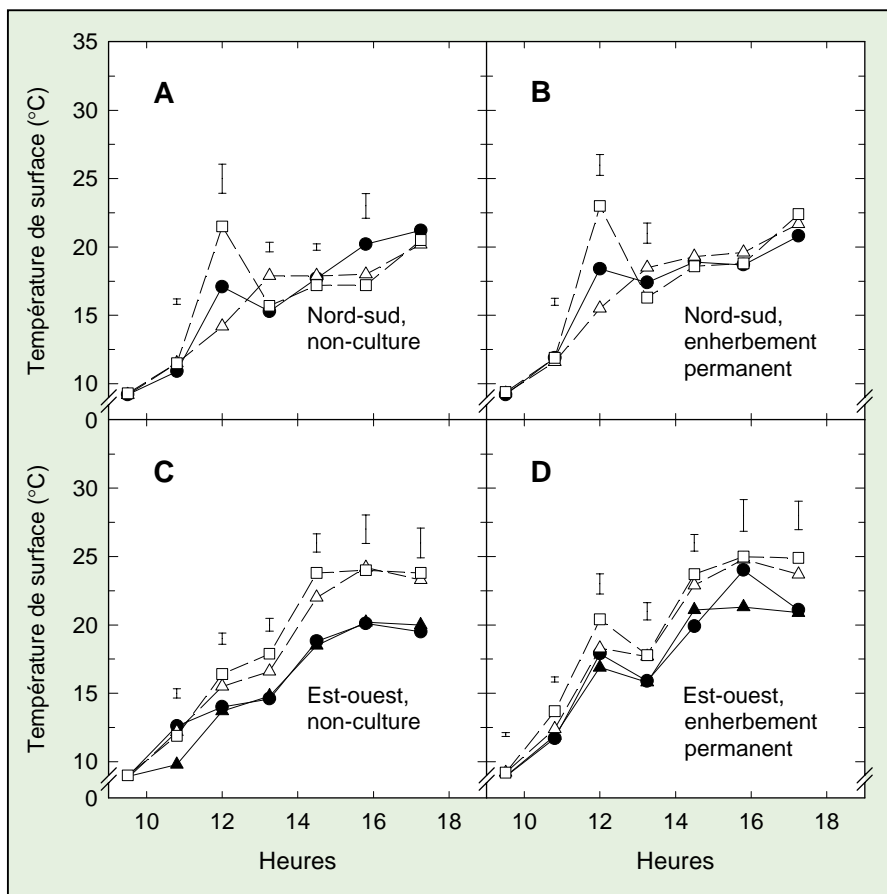 Température de surface (°C)
35
30
25
20
15
10
0
A
Nord-sud,
non-culture
B
Nord-sud,
enherbement
permanent
Température de surface (°C)
30
25
20
15
10
0
C
Est-ouest,
non-culture
D
Est-ouest,
enherbement
permanent
10 12 14 16 18
10 12 14 16 18
Heures
Heures